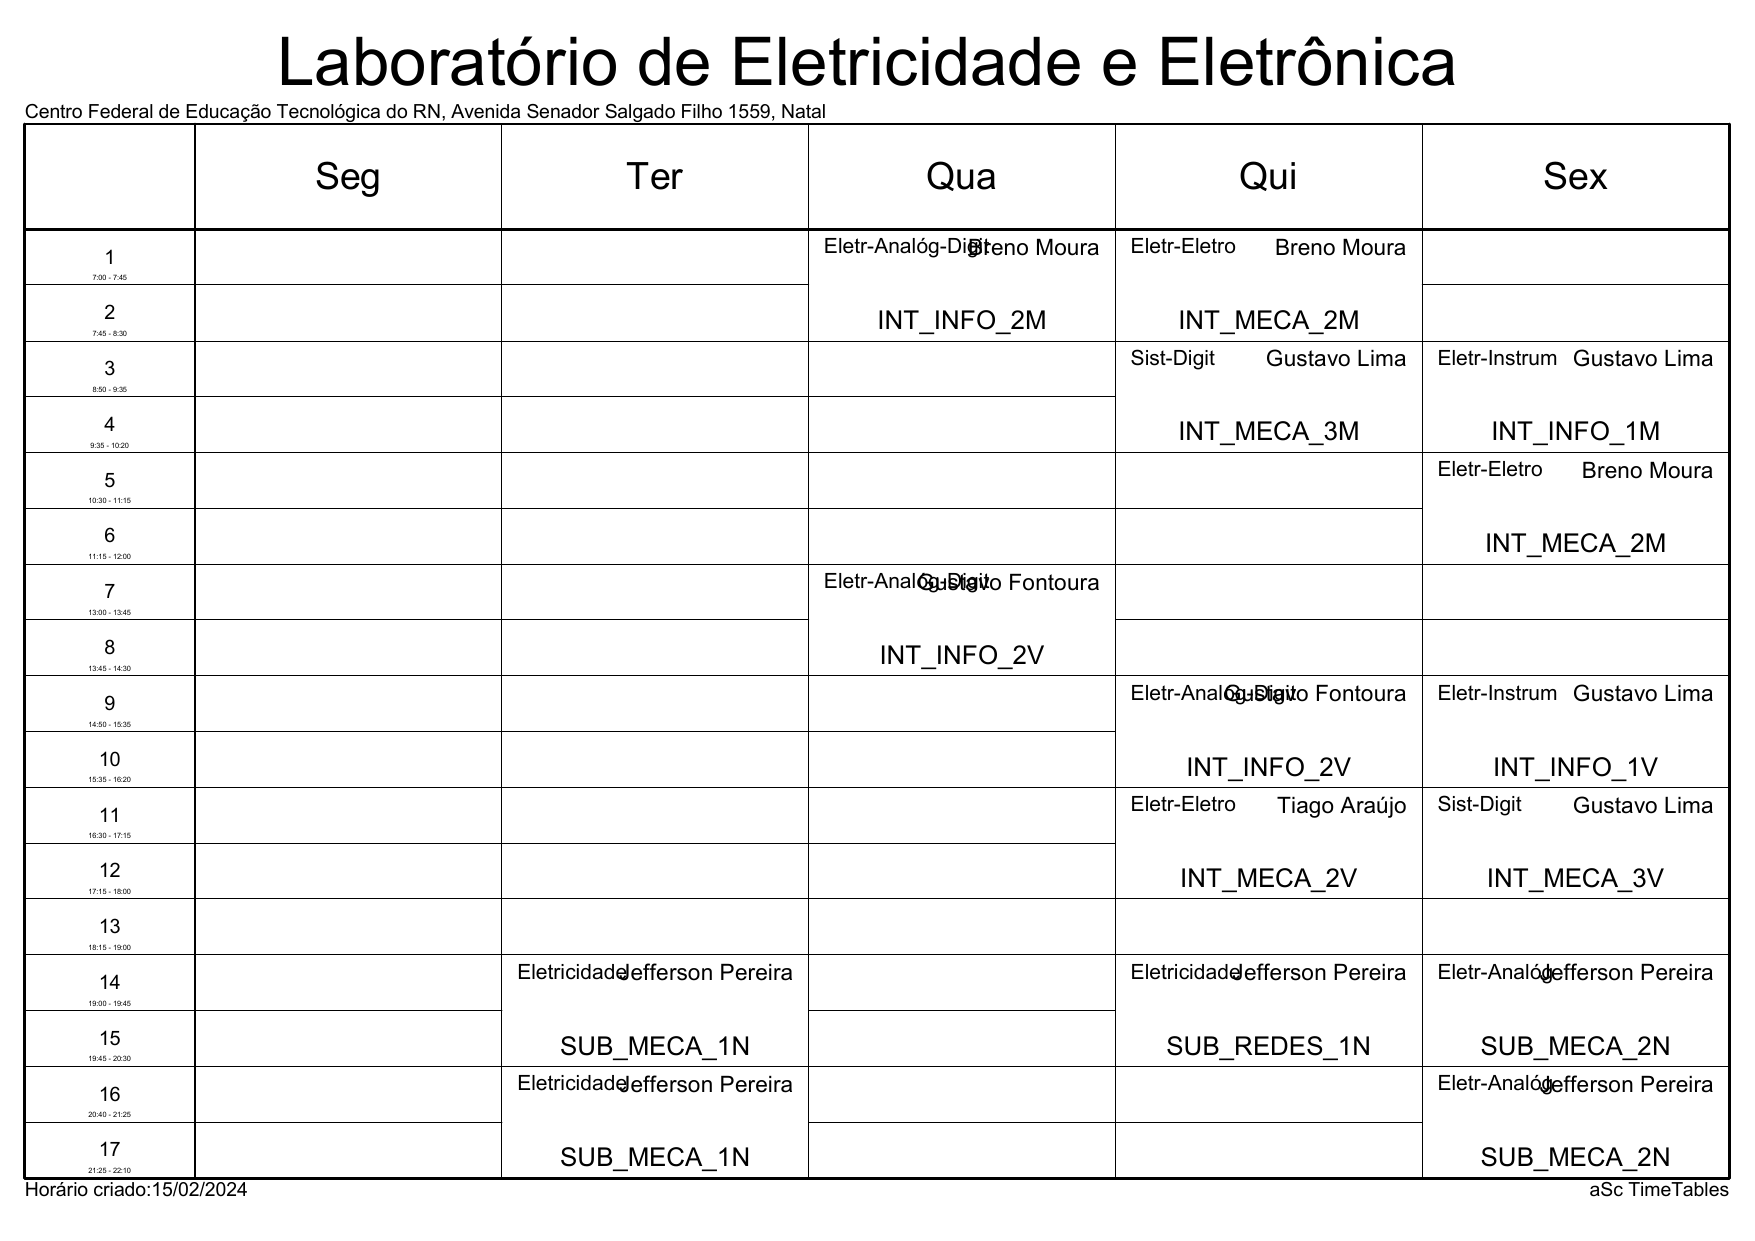 Laboratório de Eletricidade e Eletrônica
Centro Federal de Educação Tecnológica do RN, Avenida Senador Salgado Filho 1559, Natal
Seg Ter Qua Qui Sex
1
7:00 - 7:45
Eletr-Analóg-Digit Breno Moura Eletr-Eletro Breno Moura
2
7:45 - 8:30
INT_INFO_2M INT_MECA_2M
3
8:50 - 9:35
Sist-Digit Gustavo Lima Eletr-Instrum Gustavo Lima
4
9:35 - 10:20
INT_MECA_3M INT_INFO_1M
5
10:30 - 11:15
Eletr-Eletro Breno Moura
6
11:15 - 12:00
INT_MECA_2M
7
13:00 - 13:45
Eletr-Analóg-Digit Gustavo Fontoura
8
13:45 - 14:30
INT_INFO_2V
9
14:50 - 15:35
Eletr-Analóg-Digit Gustavo Fontoura Eletr-Instrum Gustavo Lima
10
15:35 - 16:20
INT_INFO_2V INT_INFO_1V
11
16:30 - 17:15
Eletr-Eletro Tiago Araújo Sist-Digit Gustavo Lima
12
17:15 - 18:00
INT_MECA_2V INT_MECA_3V
13
18:15 - 19:00
14
19:00 - 19:45
Eletricidade Jefferson Pereira Eletricidade Jefferson Pereira Eletr-Analóg Jefferson Pereira
15
19:45 - 20:30
SUB_MECA_1N SUB_REDES_1N SUB_MECA_2N
16
20:40 - 21:25
Eletricidade Jefferson Pereira Eletr-Analóg Jefferson Pereira
17
21:25 - 22:10
SUB_MECA_1N SUB_MECA_2N
Horário criado:15/02/2024 aSc TimeTables